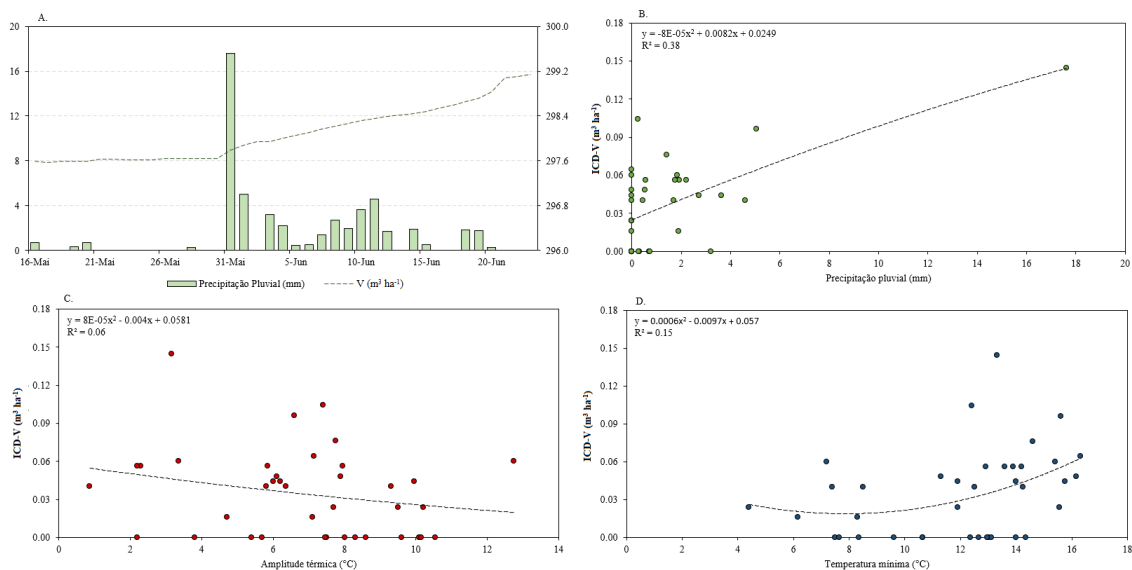 A.
20
16
12
8
4
0
300.0
299.2
298.4
297.6
296.8
296.0
16-Mai 21-Mai 26-Mai 31-Mai 5-Jun 10-Jun 15-Jun 20-Jun
Precipitação Pluvial (mm) V (m³ ha⁻¹)
B.
y = -8E-05x² + 0.0082x + 0.0249
R² = 0.38
ICD-V (m³ ha⁻¹)
0.18
0.15
0.12
0.09
0.06
0.03
0.00
0 2 4 6 8 10 12 14 16 18 20
Precipitação pluvial (mm)
C.
y = 8E-05x² - 0.004x + 0.0581
R² = 0.06
ICD-V (m³ ha⁻¹)
0.18
0.15
0.12
0.09
0.06
0.03
0.00
0 2 4 6 8 10 12 14
Amplitude térmica (°C)
D.
y = 0.0006x² - 0.0097x + 0.057
R² = 0.15
ICD-V (m³ ha⁻¹)
0.18
0.15
0.12
0.09
0.06
0.03
0.00
0 2 4 6 8 10 12 14 16 18
Temperatura mínima (°C)